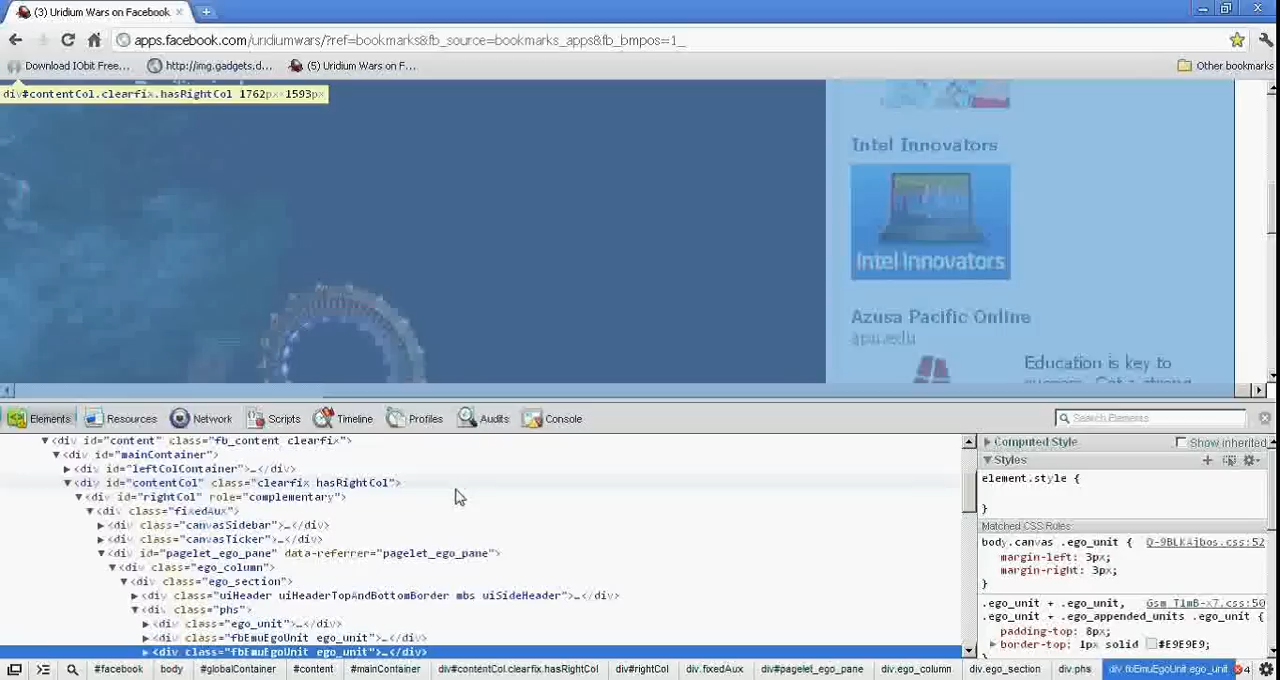 (3) Uridium Wars on Facebook
apps.facebook.com/uridiumwars/?ref=bookmarks&fb_source=bookmarks_apps&fb_bmpos=1_
Download IObit Free... http://img.gadgets.d... (5) Uridium Wars on F... Other bookmarks
div#contentCol.clearfix.hasRightCol 1762px×1593px
Intel Innovators
Intel Innovators
Azusa Pacific Online
apu.edu
Education is key to
Elements Resources Network Scripts Timeline Profiles Audits Console Search Elements
<div id="content" class="fb_content clearfix">
<div id="mainContainer">
<div id="leftColContainer">…</div>
<div id="contentCol" class="clearfix hasRightCol">
<div id="rightCol" role="complementary">
<div class="fixedAux">
<div class="canvasSidebar">…</div>
<div class="canvasTicker">…</div>
<div id="pagelet_ego_pane" data-referrer="pagelet_ego_pane">
<div class="ego_column">
<div class="ego_section">
<div class="uiHeader uiHeaderTopAndBottomBorder mbs uiSideHeader">…</div>
<div class="phs">
<div class="ego_unit">…</div>
<div class="fbEmuEgoUnit ego_unit">…</div>
<div class="fbEmuEgoUnit ego_unit">…</div>
Computed Style Show inherited
Styles
element.style {
}
Matched CSS Rules
body.canvas .ego_unit {
margin-left: 3px;
margin-right: 3px;
}
.ego_unit + .ego_unit,
.ego_unit + .ego_appended_units .ego_unit {
padding-top: 8px;
border-top: 1px solid #E9E9E9;
#facebook body #globalContainer #content #mainContainer div#contentCol.clearfix.hasRightCol div#rightCol div.fixedAux div#pagelet_ego_pane div.ego_column div.ego_section div.phs div.fbEmuEgoUnit.ego_unit 4